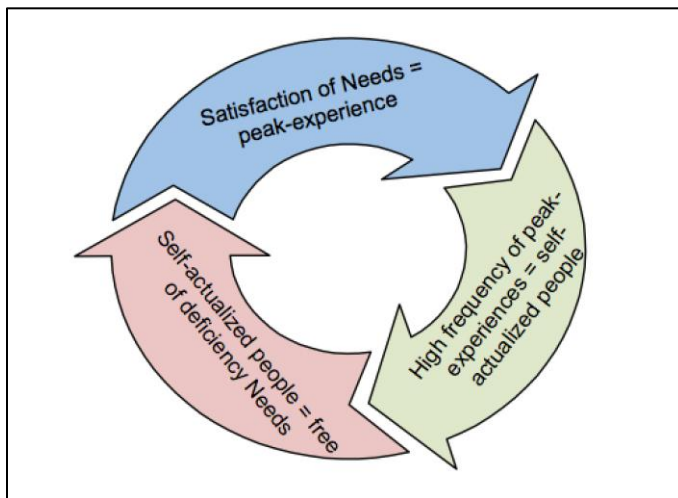 Satisfaction of Needs =
peak-experience
High frequency of peak-
experiences = self-
actualized people
Self-actualized people = free
of deficiency Needs